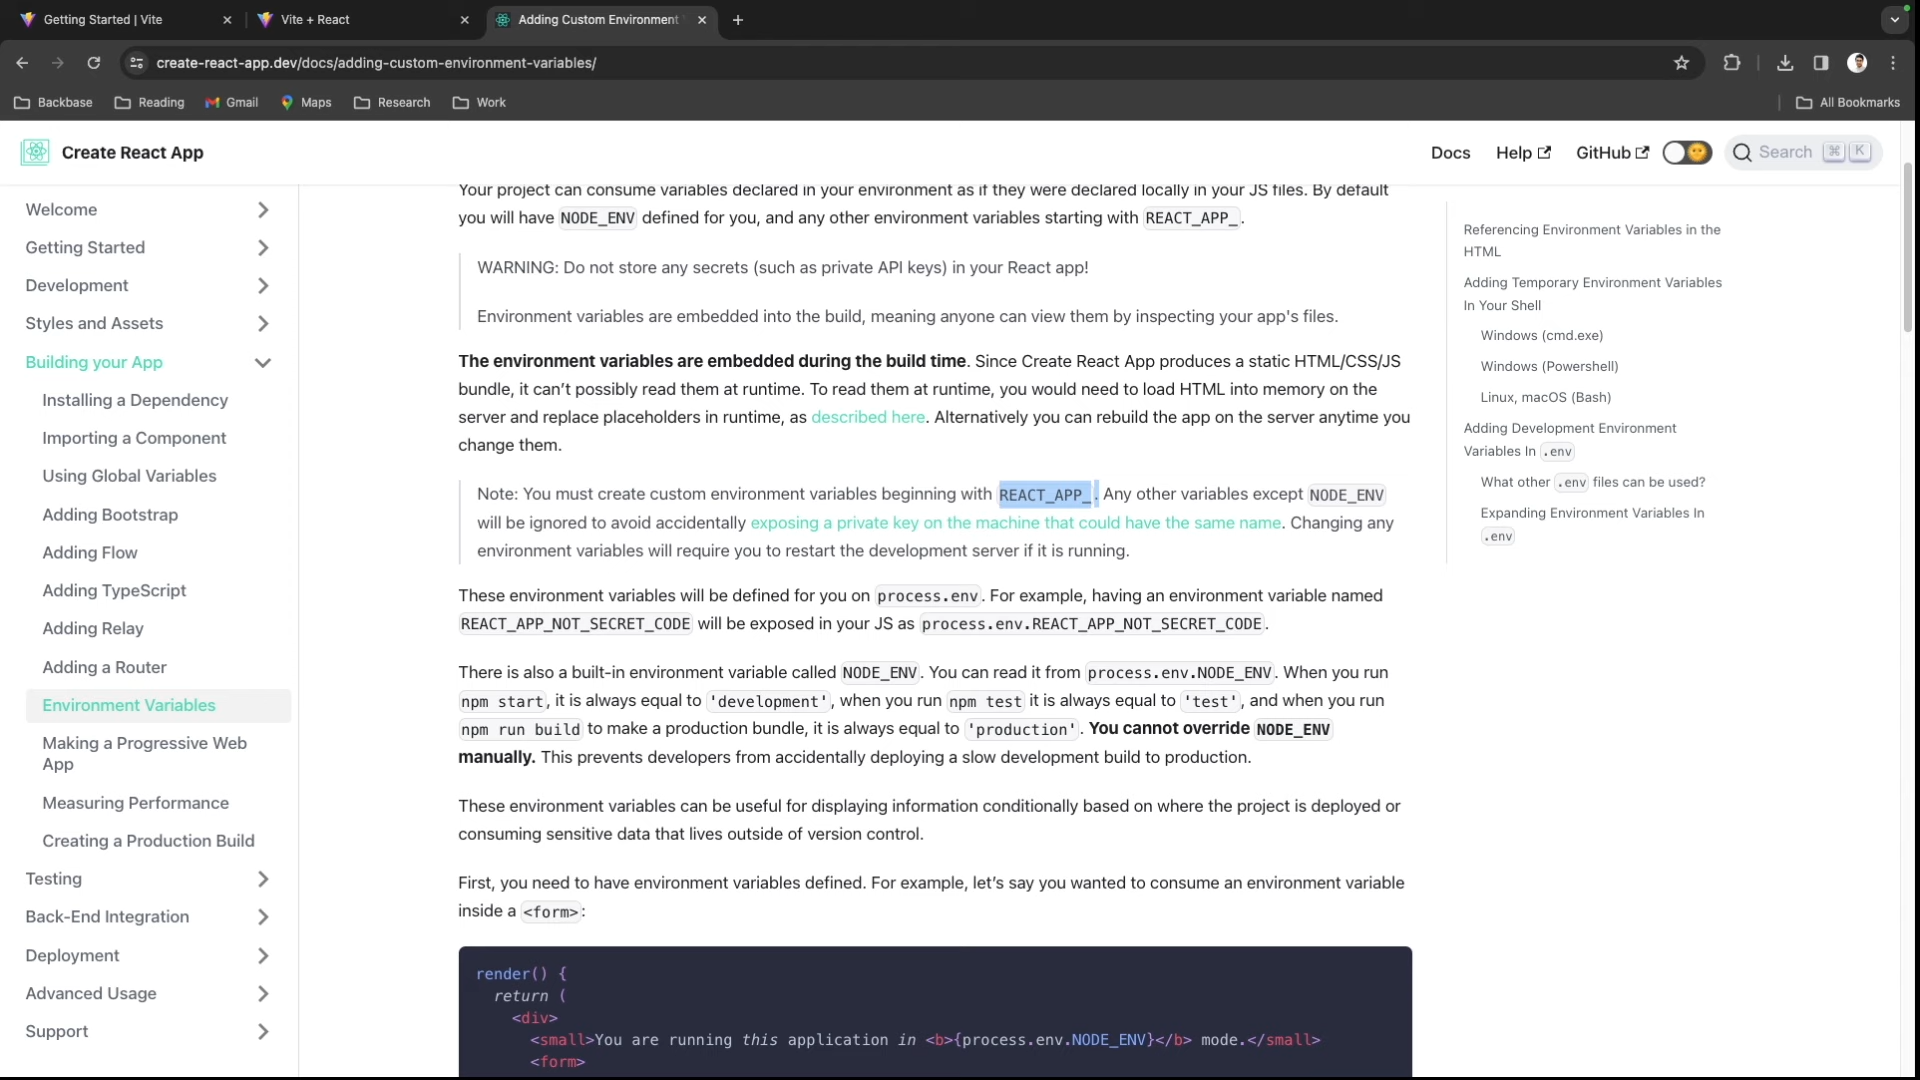 Getting Started | Vite
Vite + React
Adding Custom Environment
create-react-app.dev/docs/adding-custom-environment-variables/
Backbase
Reading
Gmail
Maps
Research
Work
All Bookmarks
Create React App
Docs
Help
GitHub
Search ⌘ K
Welcome
Getting Started
Development
Styles and Assets
Building your App
Installing a Dependency
Importing a Component
Using Global Variables
Adding Bootstrap
Adding Flow
Adding TypeScript
Adding Relay
Adding a Router
Environment Variables
Making a Progressive Web
App
Measuring Performance
Creating a Production Build
Testing
Back-End Integration
Deployment
Advanced Usage
Support
Your project can consume variables declared in your environment as if they were declared locally in your JS files. By default
you will have NODE_ENV defined for you, and any other environment variables starting with REACT_APP_.
WARNING: Do not store any secrets (such as private API keys) in your React app!
Environment variables are embedded into the build, meaning anyone can view them by inspecting your app's files.
The environment variables are embedded during the build time. Since Create React App produces a static HTML/CSS/JS
bundle, it can’t possibly read them at runtime. To read them at runtime, you would need to load HTML into memory on the
server and replace placeholders in runtime, as described here. Alternatively you can rebuild the app on the server anytime you
change them.
Note: You must create custom environment variables beginning with REACT_APP_. Any other variables except NODE_ENV
will be ignored to avoid accidentally exposing a private key on the machine that could have the same name. Changing any
environment variables will require you to restart the development server if it is running.
These environment variables will be defined for you on process.env. For example, having an environment variable named
REACT_APP_NOT_SECRET_CODE will be exposed in your JS as process.env.REACT_APP_NOT_SECRET_CODE.
There is also a built-in environment variable called NODE_ENV. You can read it from process.env.NODE_ENV. When you run
npm start, it is always equal to 'development', when you run npm test it is always equal to 'test', and when you run
npm run build to make a production bundle, it is always equal to 'production'. You cannot override NODE_ENV
manually. This prevents developers from accidentally deploying a slow development build to production.
These environment variables can be useful for displaying information conditionally based on where the project is deployed or
consuming sensitive data that lives outside of version control.
First, you need to have environment variables defined. For example, let’s say you wanted to consume an environment variable
inside a <form>:
render() {
return (
<div>
<small>You are running this application in <b>{process.env.NODE_ENV}</b> mode.</small>
<form>
Referencing Environment Variables in the
HTML
Adding Temporary Environment Variables
In Your Shell
Windows (cmd.exe)
Windows (Powershell)
Linux, macOS (Bash)
Adding Development Environment
Variables In .env
What other .env files can be used?
Expanding Environment Variables In
.env